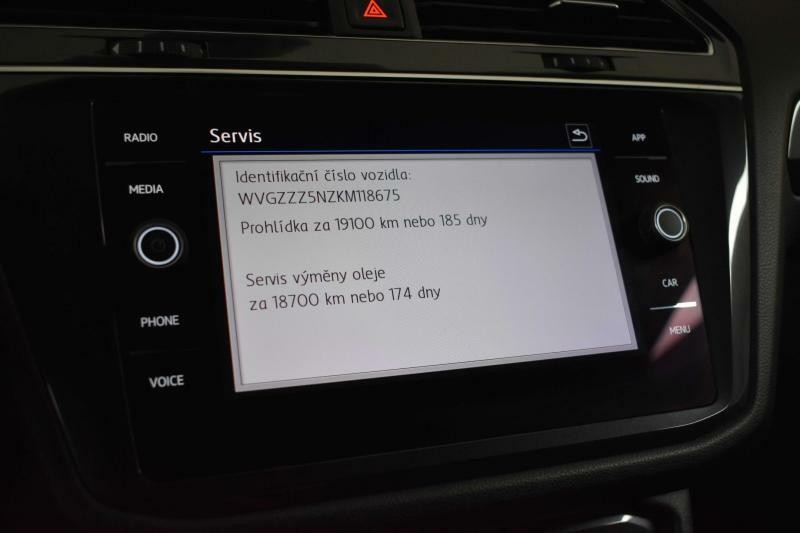 Servis
RADIO
MEDIA
PHONE
VOICE
Identifikační číslo vozidla:
WVGZZZ5NZKM118675
Prohlídka za 19100 km nebo 185 dny
Servis výměny oleje
za 18700 km nebo 174 dny
APP
SOUND
CAR
MENU